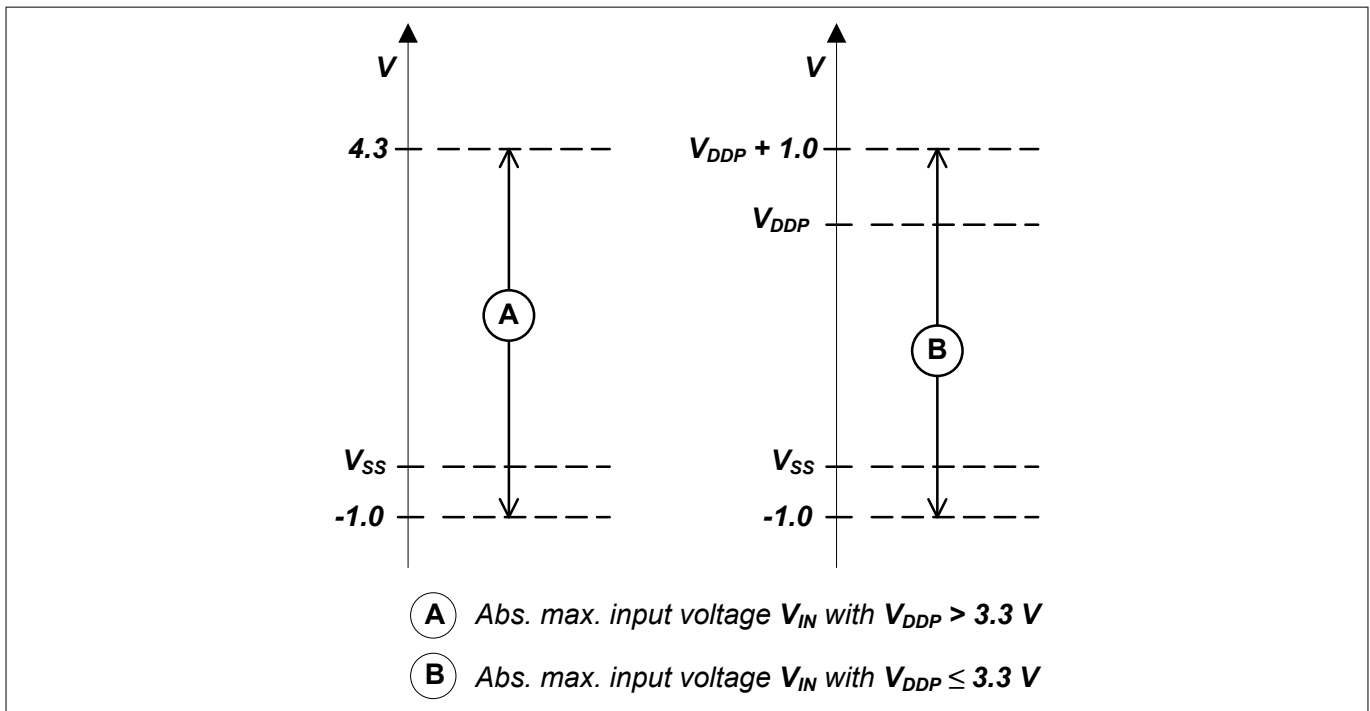 V
4.3
A
V_SS
-1.0
V
V_DDP + 1.0
V_DDP
B
V_SS
-1.0
A Abs. max. input voltage V_IN with V_DDP > 3.3 V
B Abs. max. input voltage V_IN with V_DDP ≤ 3.3 V